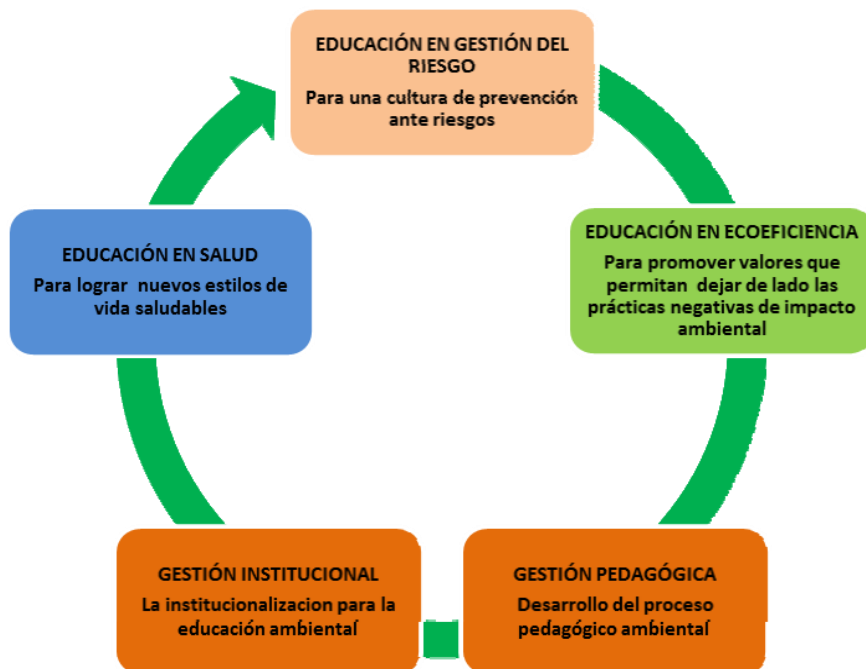 EDUCACIÓN EN GESTIÓN DEL
RIESGO
Para una cultura de prevención
ante riesgos
EDUCACIÓN EN ECOEFICIENCIA
Para promover valores que
permitan dejar de lado las
prácticas negativas de impacto
ambiental
GESTIÓN PEDAGÓGICA
Desarrollo del proceso
pedagógico ambiental
GESTIÓN INSTITUCIONAL
La institucionalizacion para la
educación ambiental
EDUCACIÓN EN SALUD
Para lograr nuevos estilos de
vida saludables